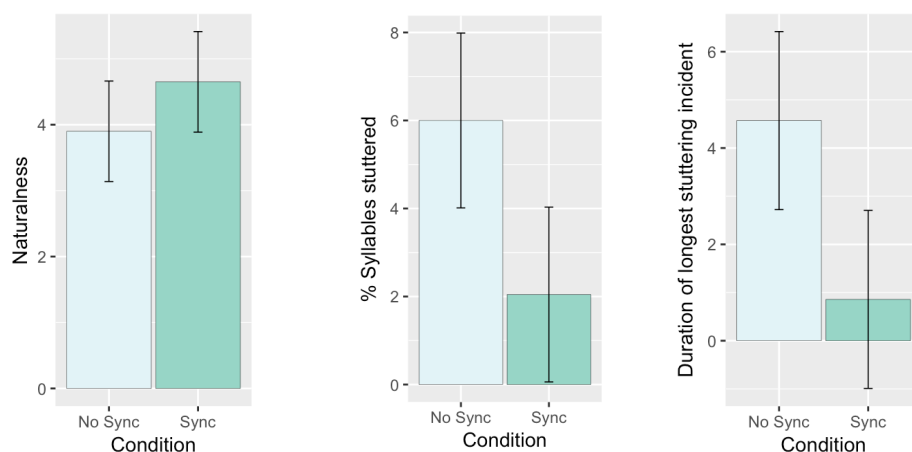 Naturalness
4
2
0
No Sync
Sync
Condition
% Syllables stuttered
8
6
4
2
0
No Sync
Sync
Condition
Duration of longest stuttering incident
6
4
2
0
No Sync
Sync
Condition